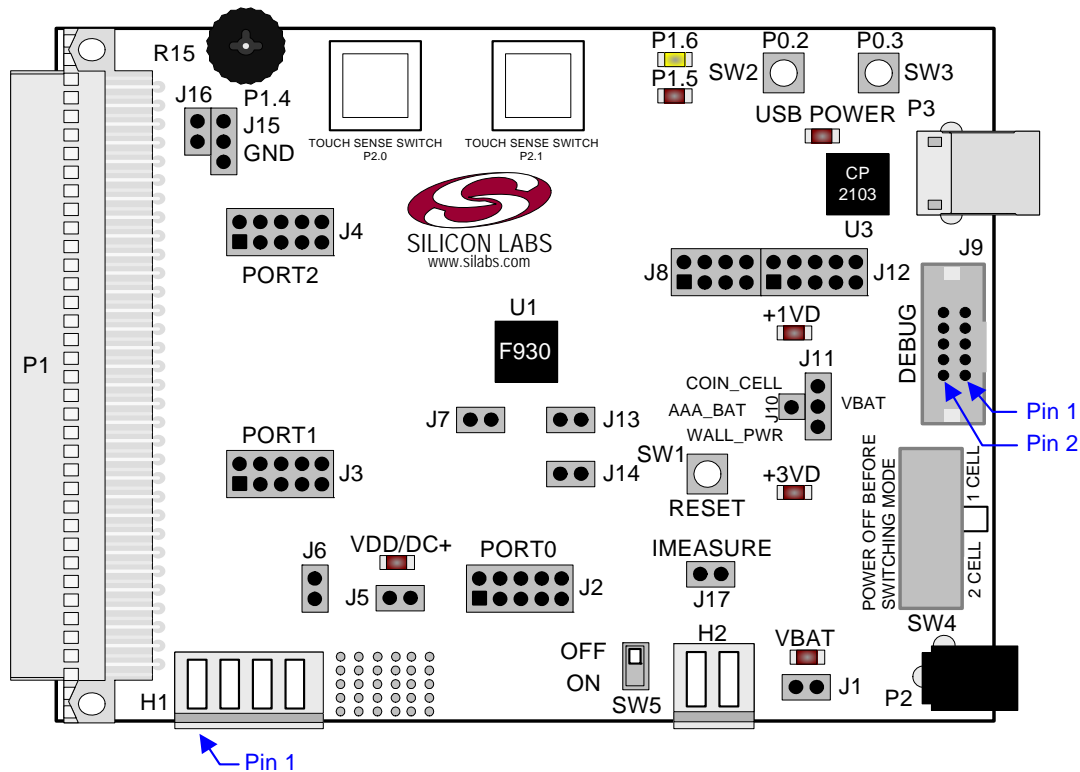 R15
P1.6
P0.2
P0.3
SW2
SW3
P1.5
J16
P1.4
J15
GND
USB POWER
P3
TOUCH SENSE SWITCH
P2.0
TOUCH SENSE SWITCH
P2.1
CP
2103
U3
J4
PORT2
SILICON LABS
www.silabs.com
J8
J12
J9
U1
F930
+1VD
DEBUG
P1
J11
COIN_CELL
AAA_BAT
J10
VBAT
WALL_PWR
Pin 1
Pin 2
J7
J13
PORT1
J3
J14
SW1
RESET
+3VD
POWER OFF BEFORE
SWITCHING MODE
2 CELL
1 CELL
SW4
J6
VDD/DC+
J5
PORT0
J2
IMEASURE
J17
H2
OFF
ON
SW5
VBAT
J1
P2
H1
Pin 1